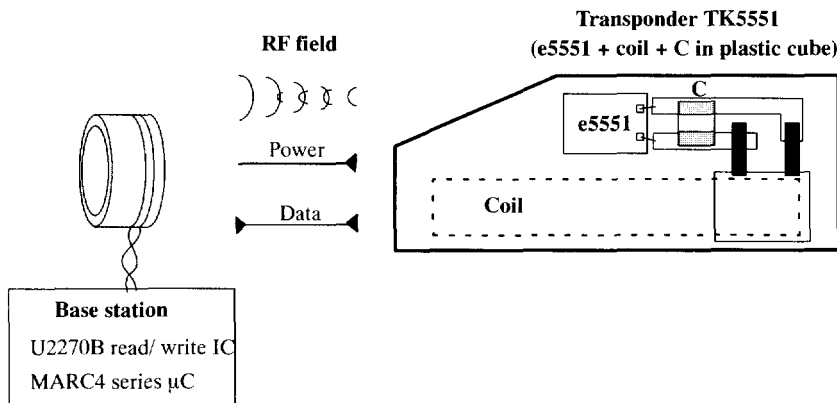 Transponder TK5551
(e5551 + coil + C in plastic cube)
RF field
C
e5551
Power
Data
Coil
Base station
U2270B read/ write IC
MARC4 series µC